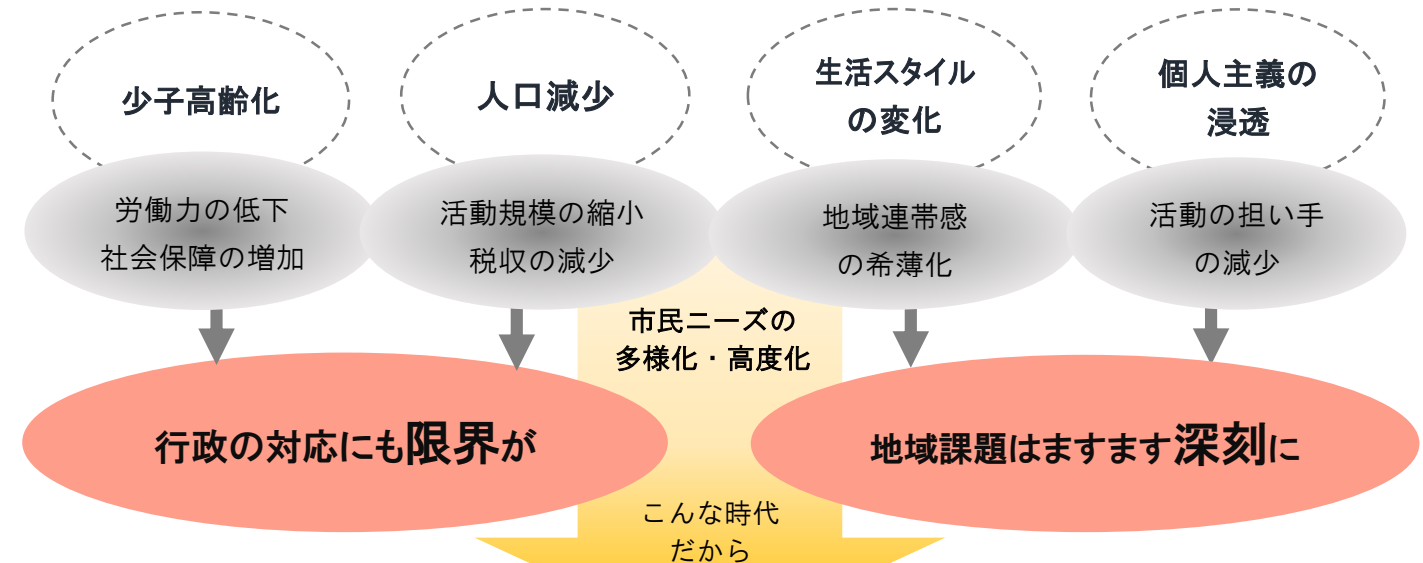 少子高齢化
人口減少
生活スタイル
の変化
個人主義の
浸透
労働力の低下
社会保障の増加
活動規模の縮小
税収の減少
地域連帯感
の希薄化
活動の担い手
の減少
市民ニーズの
多様化・高度化
行政の対応にも限界が
地域課題はますます深刻に
こんな時代
だから